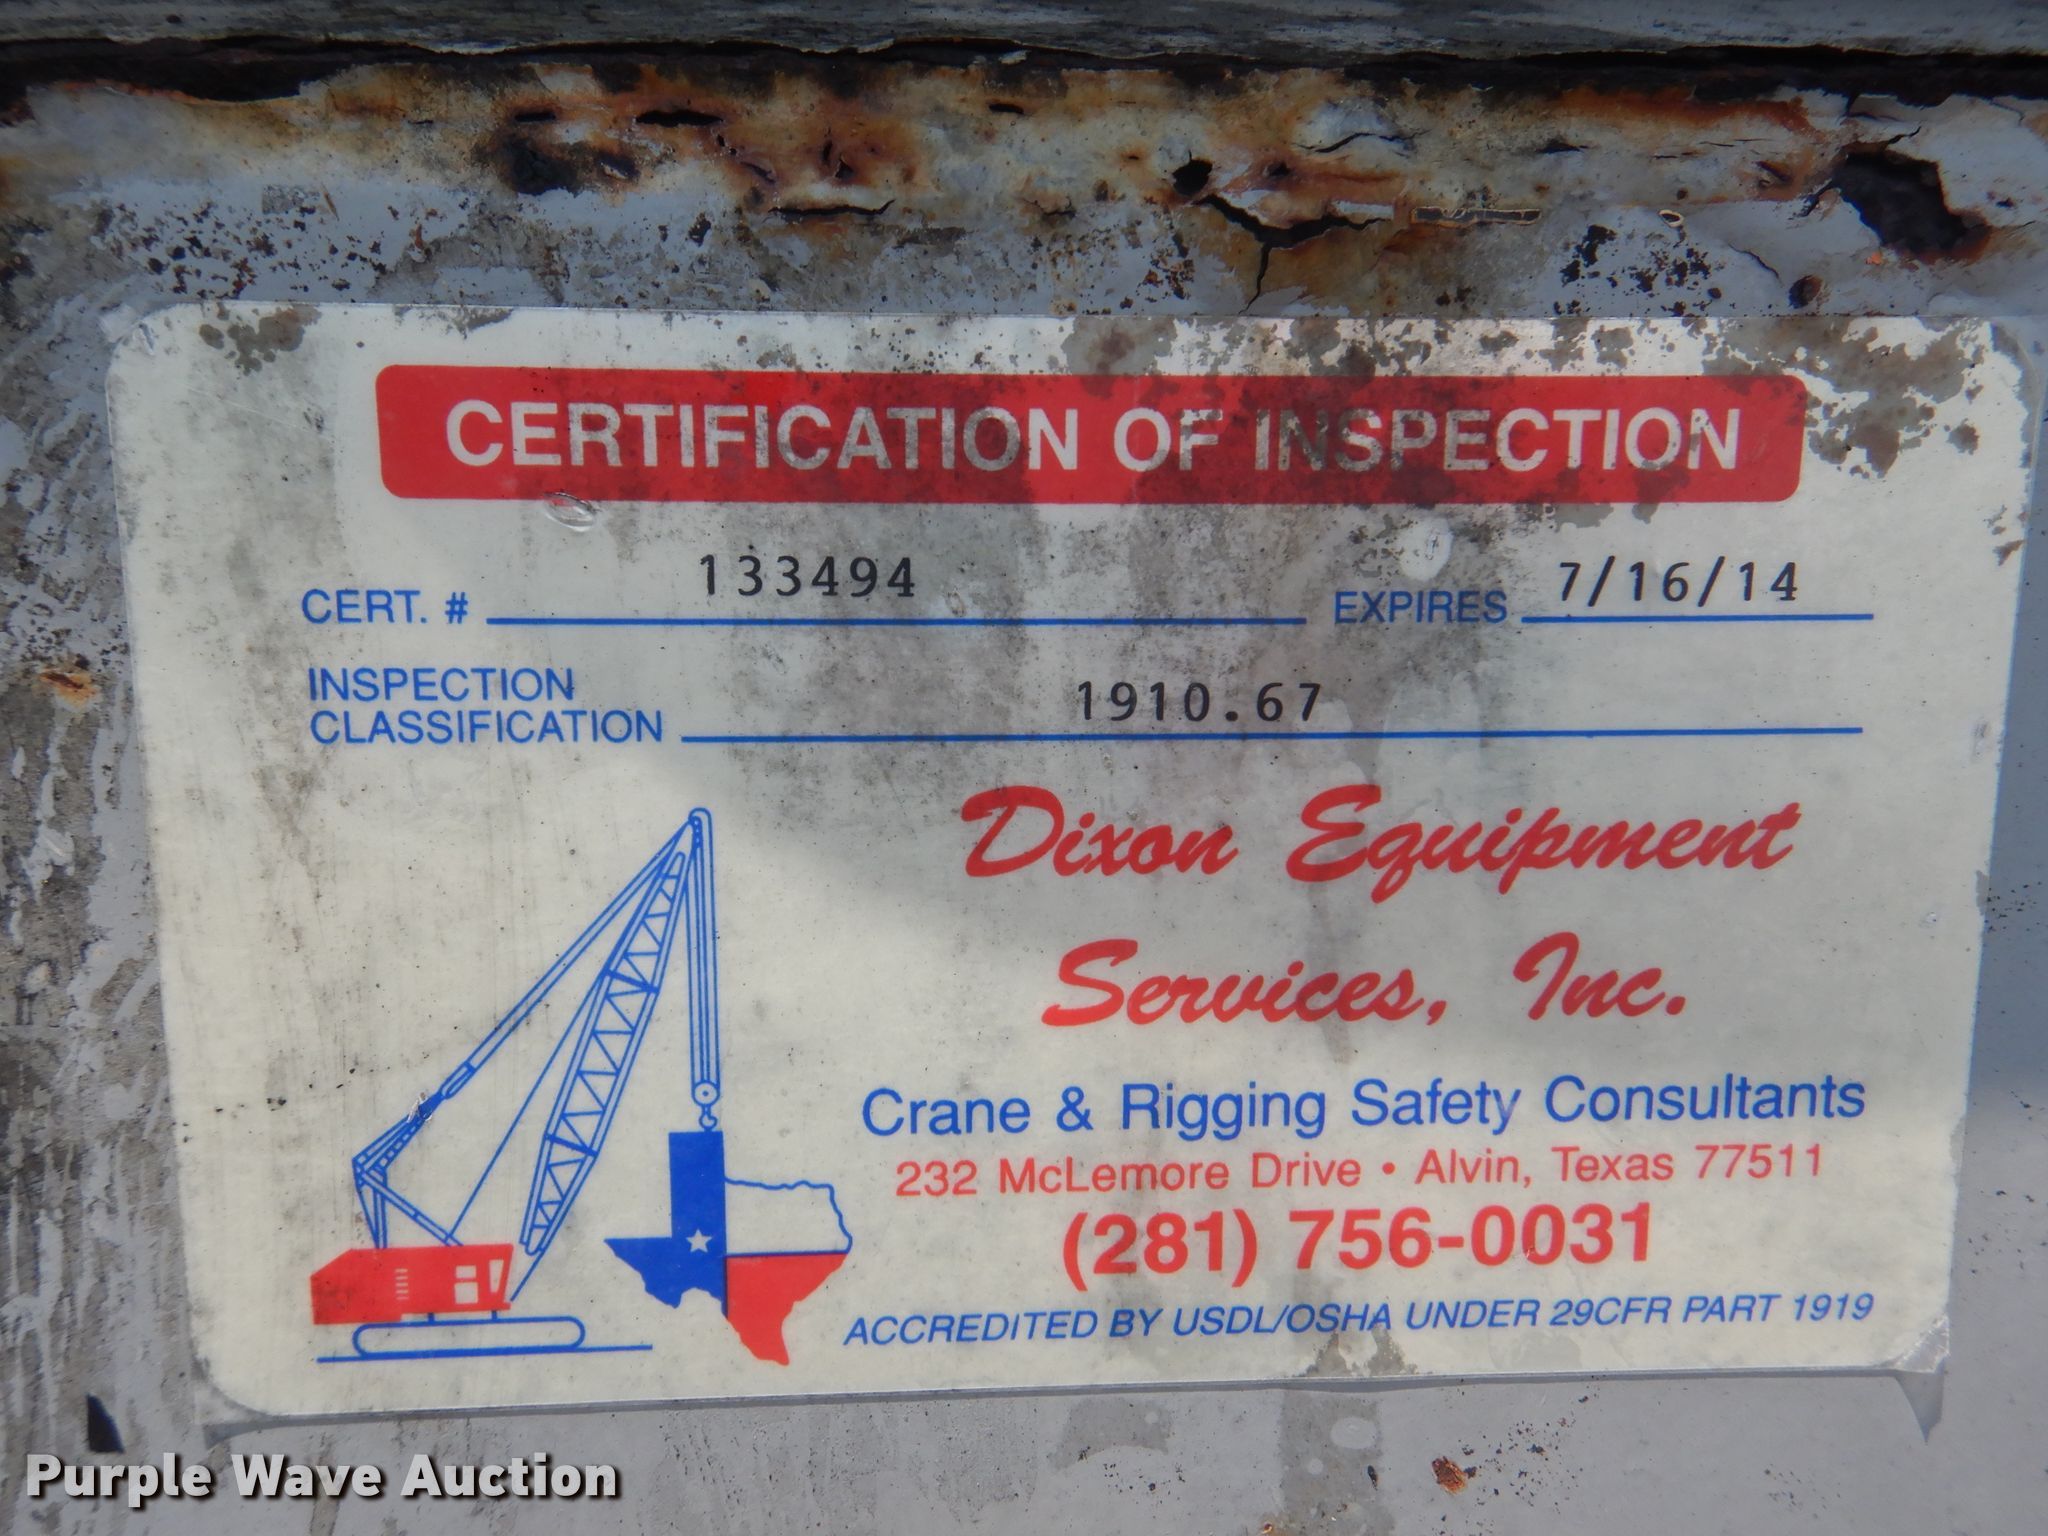 CERTIFICATION OF INSPECTION
CERT. # 133494 EXPIRES 7/16/14
INSPECTION
CLASSIFICATION 1910.67
Dixon Equipment
Services, Inc.
Crane & Rigging Safety Consultants
232 McLemore Drive • Alvin, Texas 77511
(281) 756-0031
ACCREDITED BY USDL/OSHA UNDER 29CFR PART 1919
Purple Wave Auction